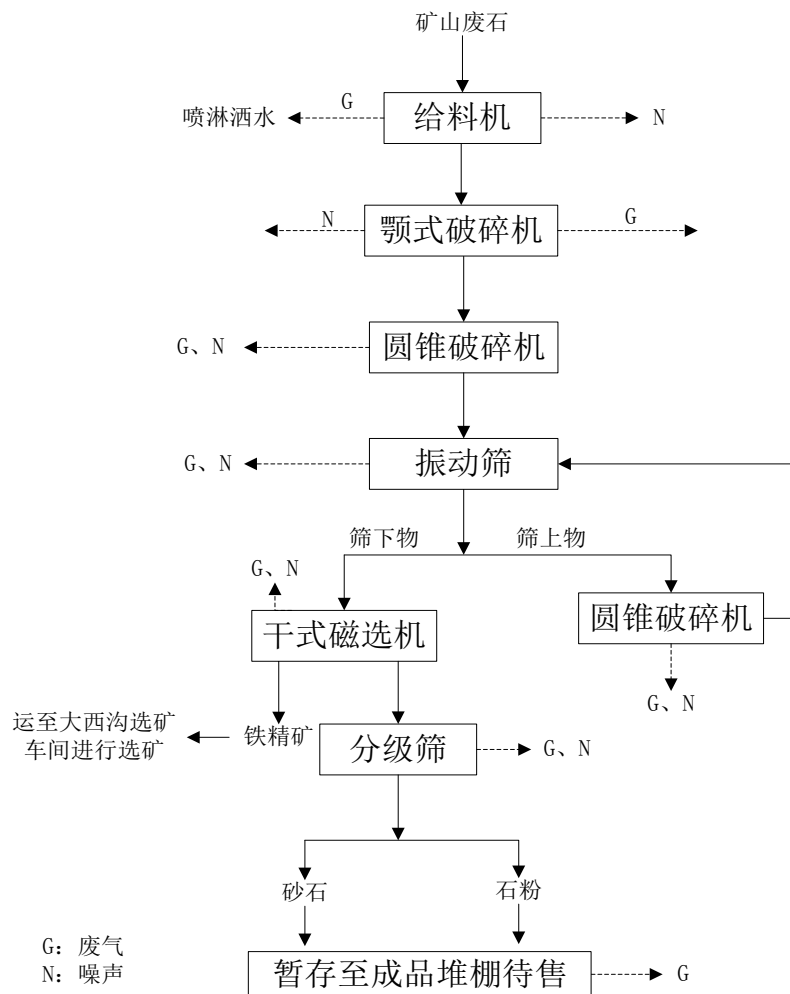 矿山废石
喷淋洒水
G
给料机
N
N
颚式破碎机
G
G、N
圆锥破碎机
G、N
振动筛
筛下物
筛上物
G、N
干式磁选机
圆锥破碎机
G、N
运至大西沟选矿
车间进行选矿
铁精矿
分级筛
G、N
砂石
石粉
G：废气
N：噪声
暂存至成品堆棚待售
G